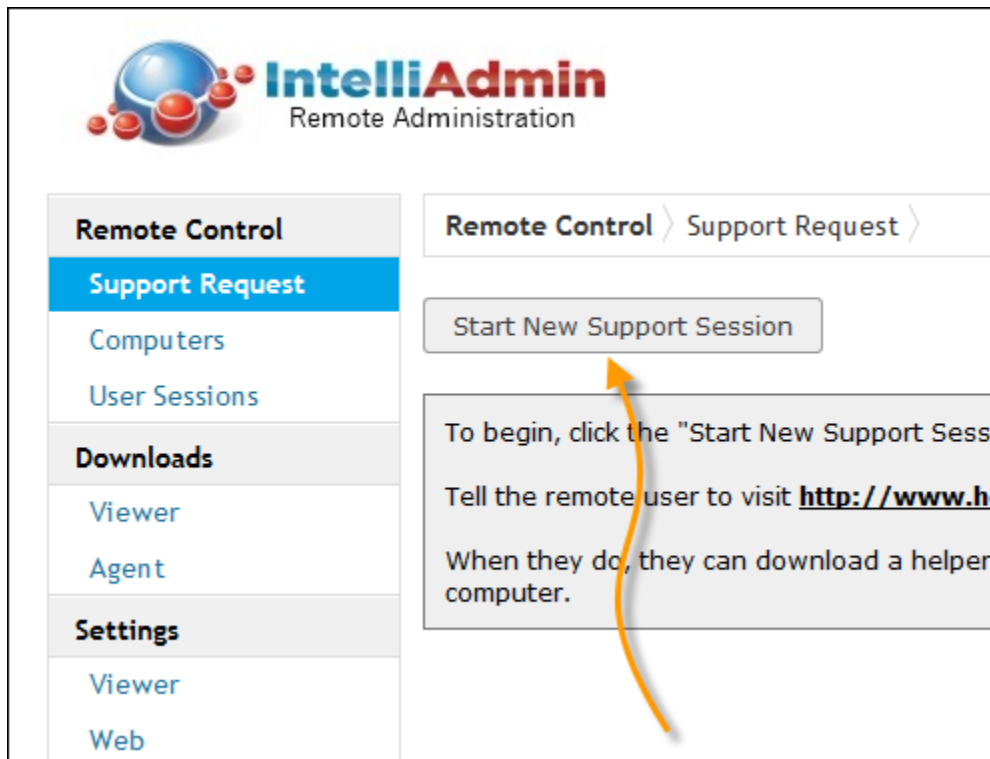 IntelliAdmin
Remote Administration
Remote Control
Support Request
Computers
User Sessions
Downloads
Viewer
Agent
Settings
Viewer
Web
Remote Control 〉 Support Request 〉
Start New Support Session
To begin, click the "Start New Support
Tell the remote user to visit http://www.h
When they do, they can download a helper
computer.